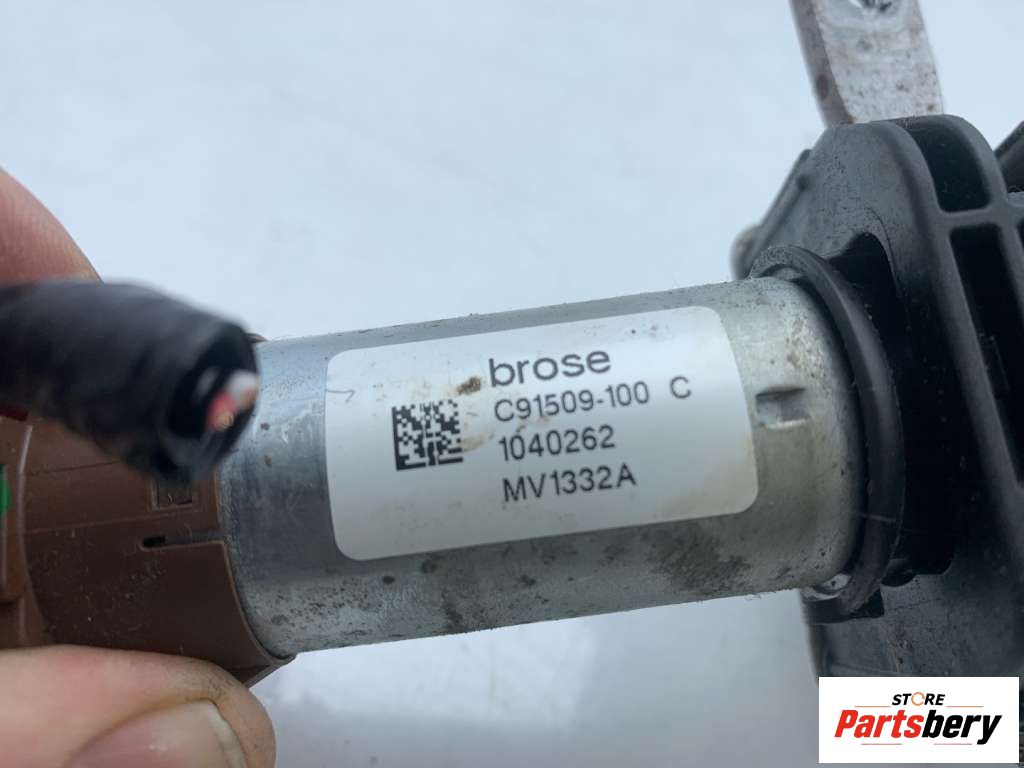 brose
C91509-100 C
1040262
MV1332A
STORE
Partsbery